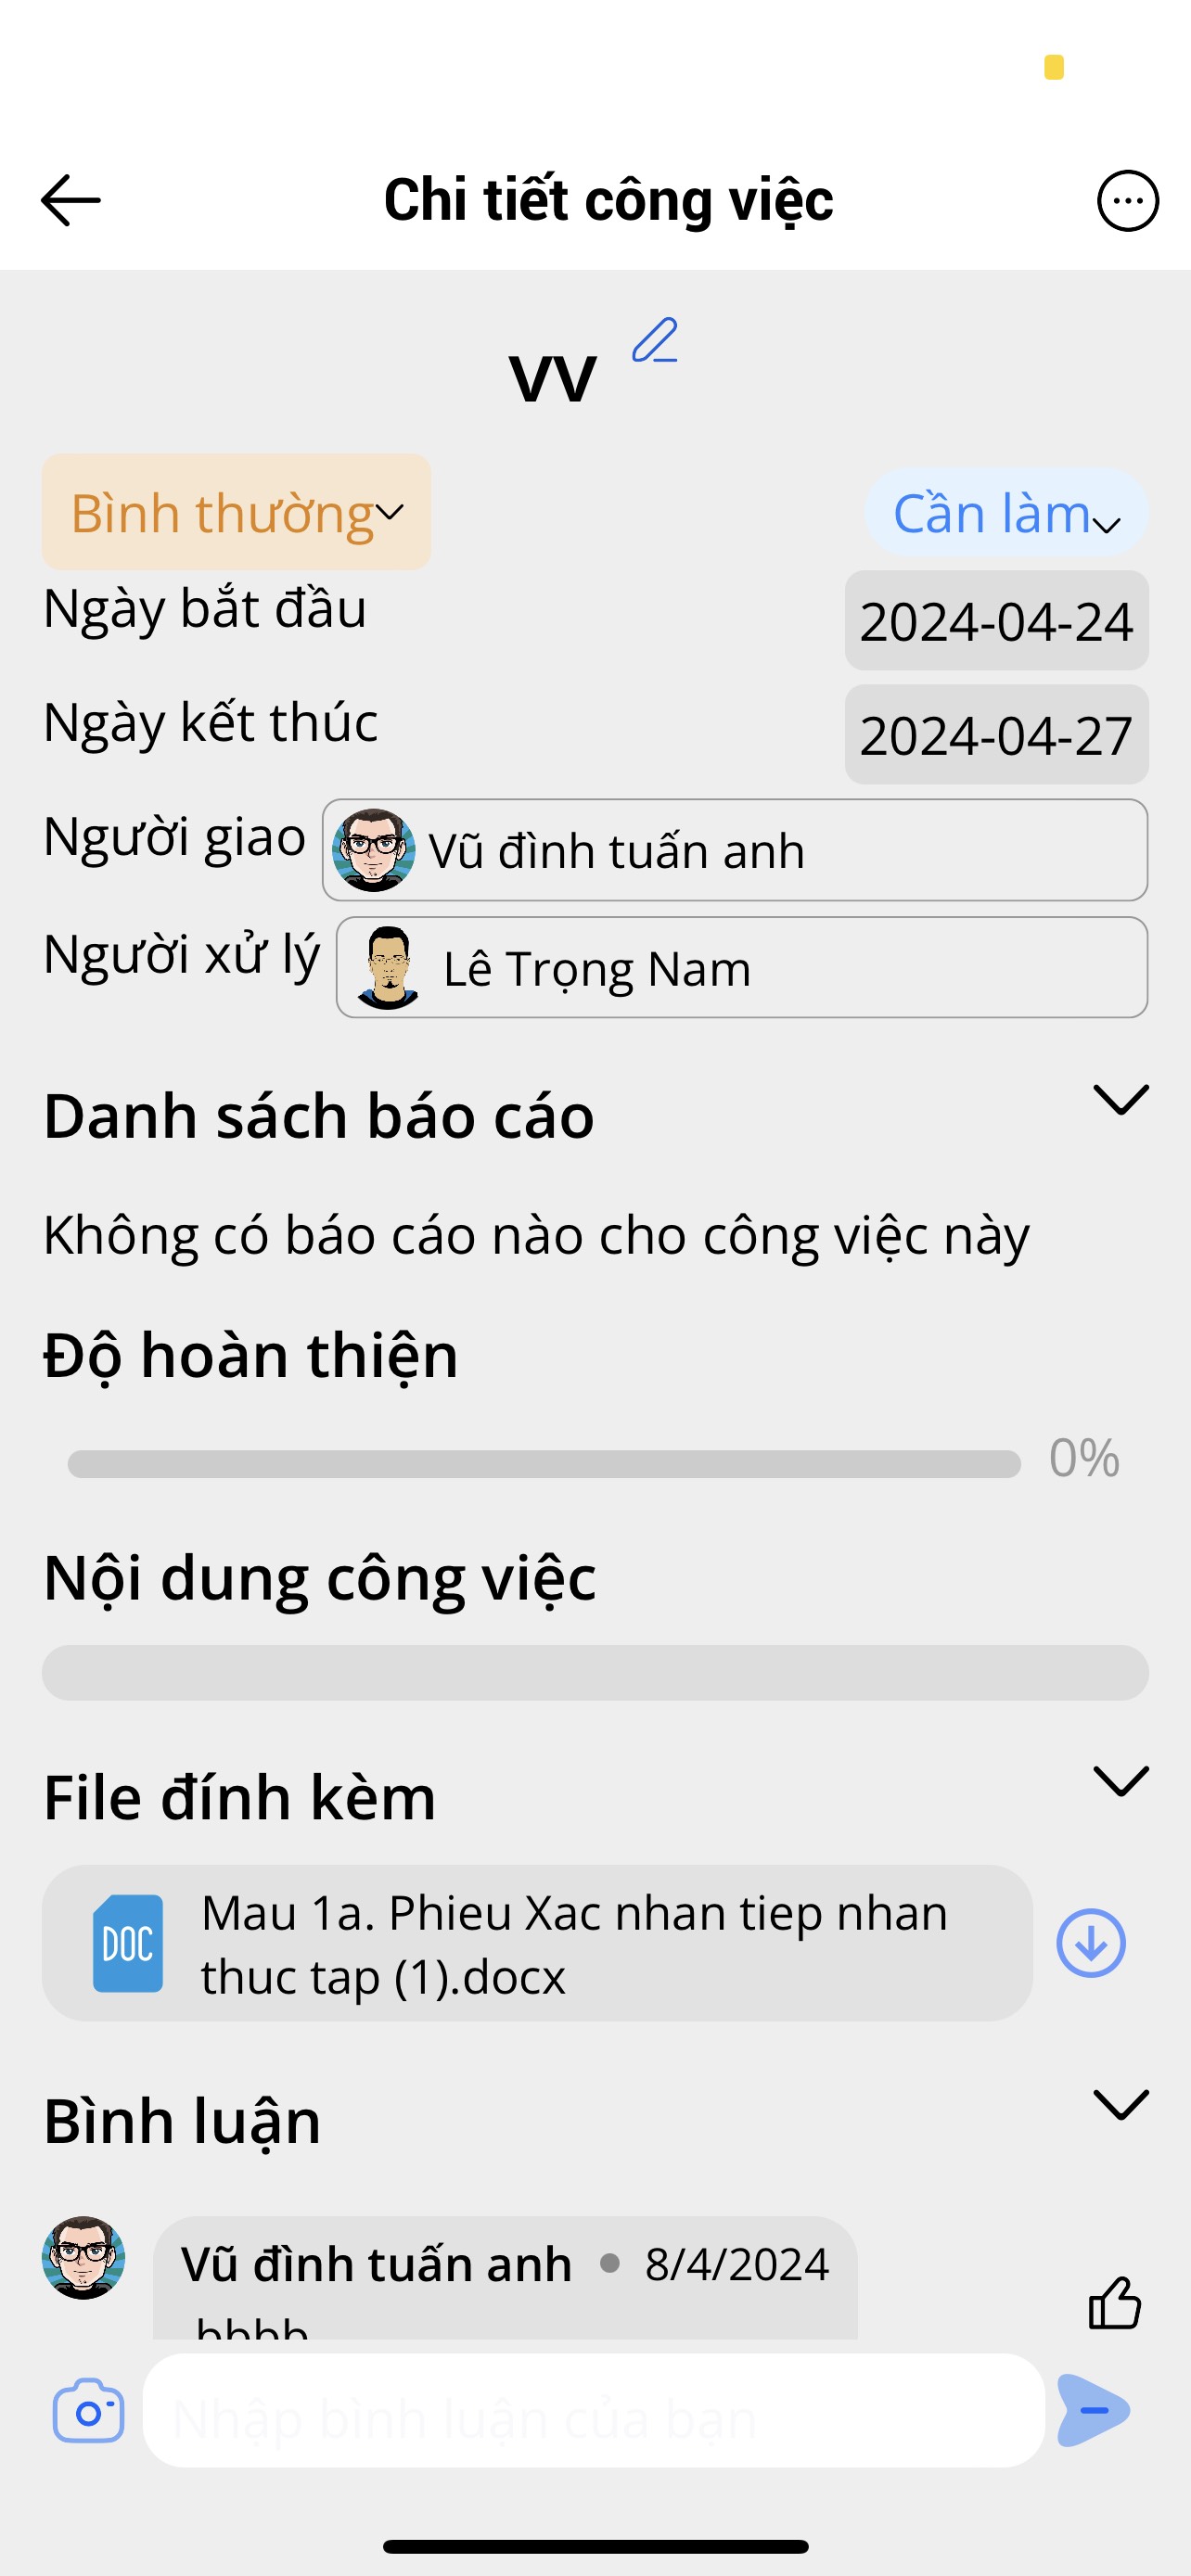 Chi tiết công việc
vv
Bình thường
Cần làm
Ngày bắt đầu
2024-04-24
Ngày kết thúc
2024-04-27
Người giao
Vũ đình tuấn anh
Người xử lý
Lê Trọng Nam
Danh sách báo cáo
Không có báo cáo nào cho công việc này
Độ hoàn thiện
0%
Nội dung công việc
File đính kèm
DOC
Mau 1a. Phieu Xac nhan tiep nhan
thuc tap (1).docx
Bình luận
Vũ đình tuấn anh
8/4/2024
bbbb
Nhập bình luận của bạn